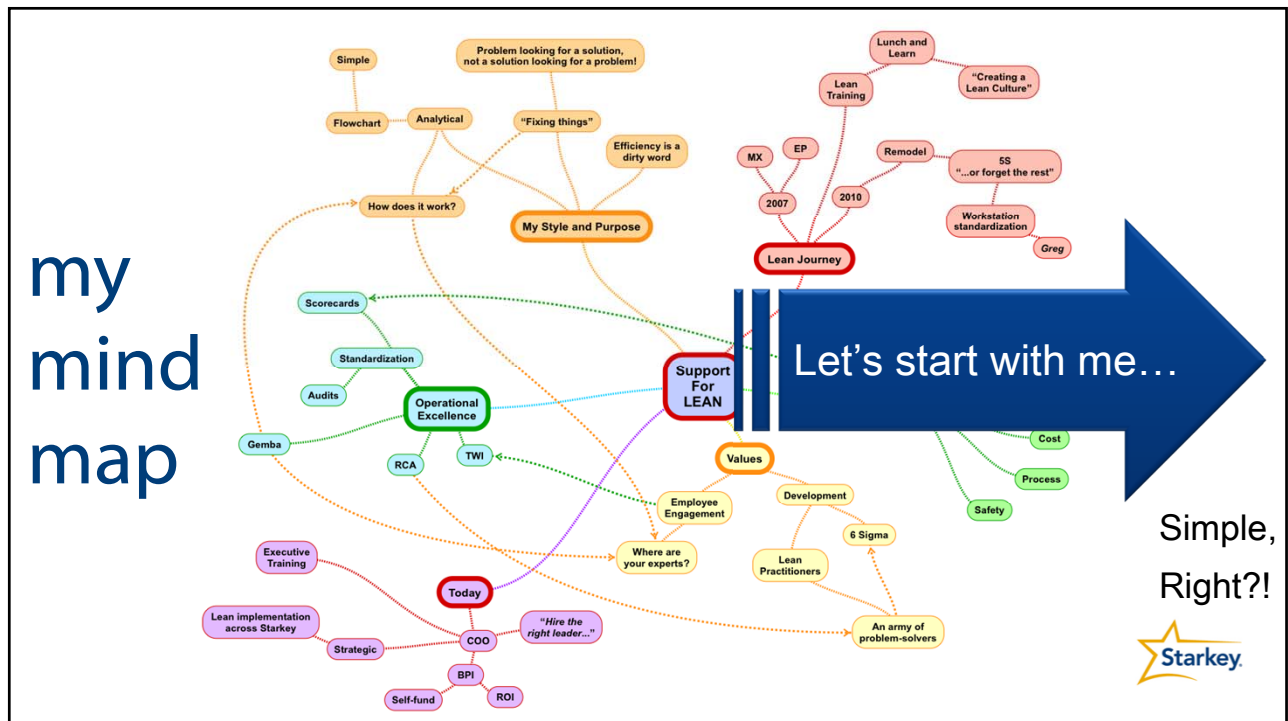 my
mind
map
Simple
Flowchart
Analytical
Problem looking for a solution,
not a solution looking for a problem!
“Fixing things”
Efficiency is a
dirty word
How does it work?
My Style and Purpose
Lunch and
Learn
“Creating a
Lean Culture”
Lean
Training
MX
EP
Remodel
5S
“...or forget the rest”
2007
2010
Workstation
standardization
Greg
Lean Journey
Scorecards
Standardization
Audits
Operational
Excellence
Gemba
RCA
TWI
Support
For
LEAN
Let’s start with me…
Values
Employee
Engagement
Development
6 Sigma
Where are
your experts?
Lean
Practitioners
An army of
problem-solvers
Cost
Process
Safety
Executive
Training
Today
Lean implementation
across Starkey
Strategic
COO
“Hire the
right leader...”
BPI
Self-fund
ROI
Simple,
Right?!
Starkey.